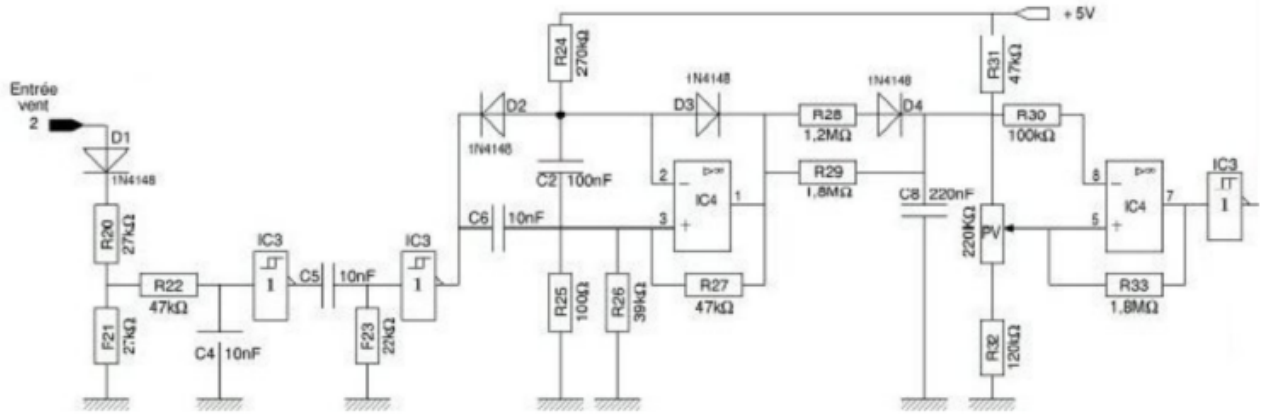 + 5V
R24
270kΩ
R31
47kΩ
Entrée
vent
2
D1
1N4148
D2
1N4148
1N4148
D3
1N4148
D4
R28
1,2MΩ
R30
100kΩ
R29
1,8MΩ
C2
100nF
C6
10nF
2
-
3
+
▷∞
IC4
1
C8
220nF
R20
27kΩ
R22
47kΩ
F21
27kΩ
C4
10nF
IC3
1
C5
10nF
IC3
1
F23
22kΩ
R25
100Ω
R26
39kΩ
R27
47kΩ
220KΩ
PV
R32
120kΩ
6
-
5
+
▷∞
IC4
7
R33
1,8MΩ
IC3
1